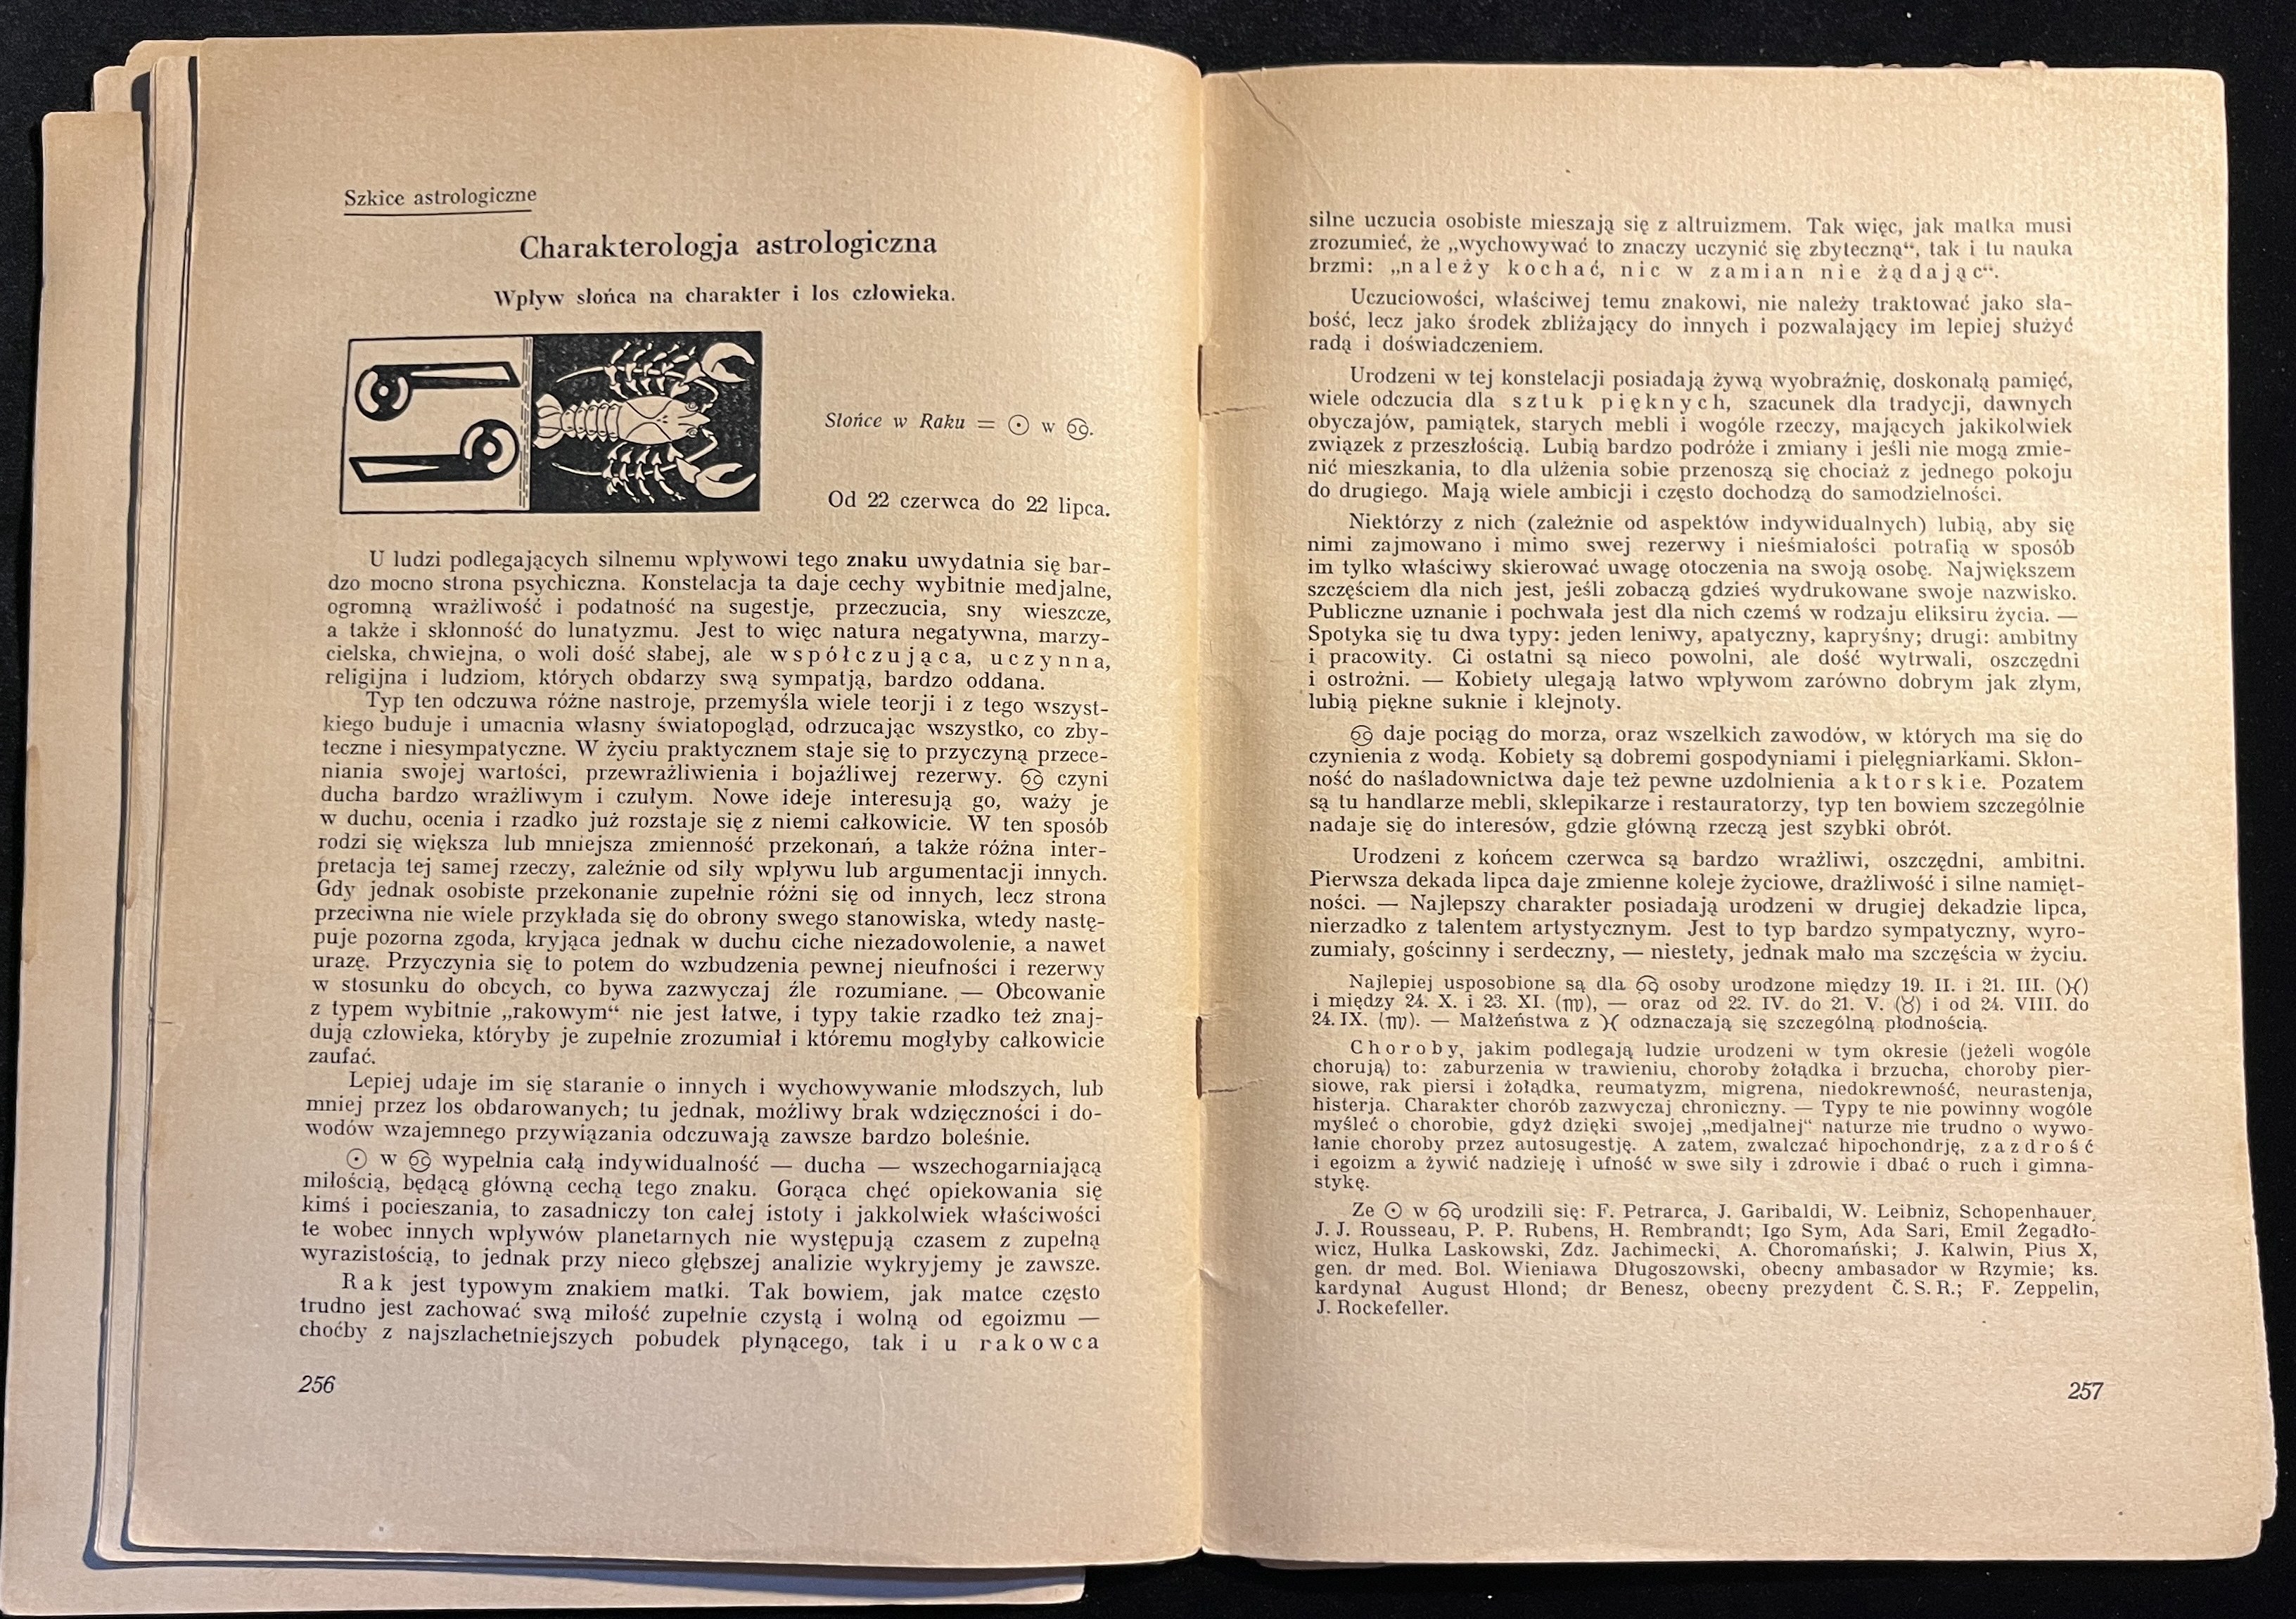 Szkice astrologiczne
Charakterologja astrologiczna
Wpływ słońca na charakter i los człowieka.
Słońce w Raku = ☉ w ♋.
Od 22 czerwca do 22 lipca.
U ludzi podlegających silnemu wpływowi tego znaku uwydatnia się bar-
dzo mocno strona psychiczna. Konstelacja ta daje cechy wybitnie medjalne,
ogromną wrażliwość i podatność na sugestje, przeczucia, sny wieszcze,
a także i skłonność do lunatyzmu. Jest to więc natura negatywna, marzy-
cielska, chwiejna, o woli dość słabej, ale współczująca, uczynna,
religijna i ludziom, których obdarzy swą sympatją, bardzo oddana.
Typ ten odczuwa różne nastroje, przemyśla wiele teorji i z tego wszyst-
kiego buduje i umacnia własny światopogląd, odrzucając wszystko, co zby-
teczne i niesympatyczne. W życiu praktycznem staje się to przyczyną przece-
niania swojej wartości, przewrażliwienia i bojaźliwej rezerwy. ♋ czyni
ducha bardzo wrażliwym i czułym. Nowe ideje interesują go, waży je
w duchu, ocenia i rzadko już rozstaje się z niemi całkowicie. W ten sposób
rodzi się większa lub mniejsza zmienność przekonań, a także różna inter-
pretacja tej samej rzeczy, zależnie od siły wpływu lub argumentacji innych.
Gdy jednak osobiste przekonanie zupełnie różni się od innych, lecz strona
przeciwna nie wiele przykłada się do obrony swego stanowiska, wtedy nastę-
puje pozorna zgoda, kryjąca jednak w duchu ciche niezadowolenie, a nawet
urazę. Przyczynia się to potem do wzbudzenia pewnej nieufności i rezerwy
w stosunku do obcych, co bywa zazwyczaj źle rozumiane. — Obcowanie
z typem wybitnie „rakowym“ nie jest łatwe, i typy takie rzadko też znaj-
dują człowieka, któryby je zupełnie zrozumiał i któremu mogłyby całkowicie
zaufać.
Lepiej udaje im się staranie o innych i wychowywanie młodszych, lub
mniej przez los obdarowanych; tu jednak, możliwy brak wdzięczności i do-
wodów wzajemnego przywiązania odczuwają zawsze bardzo boleśnie.
☉ w ♋ wypełnia całą indywidualność — ducha — wszechogarniającą
miłością, będącą główną cechą tego znaku. Gorąca chęć opiekowania się
kimś i pocieszania, to zasadniczy ton całej istoty i jakkolwiek właściwości
te wobec innych wpływów planetarnych nie występują czasem z zupełną
wyrazistością, to jednak przy nieco głębszej analizie wykryjemy je zawsze.
Rak jest typowym znakiem matki. Tak bowiem, jak matce często
trudno jest zachować swą miłość zupełnie czystą i wolną od egoizmu —
choćby z najszlachetniejszych pobudek płynącego, tak i u rakowca
256
silne uczucia osobiste mieszają się z altruizmem. Tak więc, jak matka musi
zrozumieć, że „wychowywać to znaczy uczynić się zbyteczną“, tak i tu nauka
brzmi: „należy kochać, nic w zamian nie żądając“.
Uczuciowości, właściwej temu znakowi, nie należy traktować jako sła-
bość, lecz jako środek zbliżający do innych i pozwalający im lepiej służyć
radą i doświadczeniem.
Urodzeni w tej konstelacji posiadają żywą wyobraźnię, doskonałą pamięć,
wiele odczucia dla sztuk pięknych, szacunek dla tradycji, dawnych
obyczajów, pamiątek, starych mebli i wogóle rzeczy, mających jakikolwiek
związek z przeszłością. Lubią bardzo podróże i zmiany i jeśli nie mogą zmie-
nić mieszkania, to dla ulżenia sobie przenoszą się chociaż z jednego pokoju
do drugiego. Mają wiele ambicji i często dochodzą do samodzielności.
Niektórzy z nich (zależnie od aspektów indywidualnych) lubią, aby się
nimi zajmowano i mimo swej rezerwy i nieśmiałości potrafią w sposób
im tylko właściwy skierować uwagę otoczenia na swoją osobę. Największem
szczęściem dla nich jest, jeśli zobaczą gdzieś wydrukowane swoje nazwisko.
Publiczne uznanie i pochwała jest dla nich czemś w rodzaju eliksiru życia. —
Spotyka się tu dwa typy: jeden leniwy, apatyczny, kapryśny; drugi: ambitny
i pracowity. Ci ostatni są nieco powolni, ale dość wytrwali, oszczędni
i ostrożni. — Kobiety ulegają łatwo wpływom zarówno dobrym jak złym,
lubią piękne suknie i klejnoty.
♋ daje pociąg do morza, oraz wszelkich zawodów, w których ma się do
czynienia z wodą. Kobiety są dobremi gospodyniami i pielęgniarkami. Skłon-
ność do naśladownictwa daje też pewne uzdolnienia aktorskie. Pozatem
są tu handlarze mebli, sklepikarze i restauratorzy, typ ten bowiem szczególnie
nadaje się do interesów, gdzie główną rzeczą jest szybki obrót.
Urodzeni z końcem czerwca są bardzo wrażliwi, oszczędni, ambitni.
Pierwsza dekada lipca daje zmienne koleje życiowe, drażliwość i silne namięt-
ności. — Najlepszy charakter posiadają urodzeni w drugiej dekadzie lipca,
nierzadko z talentem artystycznym. Jest to typ bardzo sympatyczny, wyro-
zumiały, gościnny i serdeczny, — niestety, jednak mało ma szczęścia w życiu.
Najlepiej usposobione są dla ♋ osoby urodzone między 19. II. i 21. III. (♓)
i między 24. X. i 23. XI. (♍), — oraz od 22. IV. do 21. V. (♉) i od 24. VIII. do
24. IX. (♍). — Małżeństwa z ♓ odznaczają się szczególną płodnością.
Choroby, jakim podlegają ludzie urodzeni w tym okresie (jeżeli wogóle
chorują) to: zaburzenia w trawieniu, choroby żołądka i brzucha, choroby pier-
siowe, rak piersi i żołądka, reumatyzm, migrena, niedokrewność, neurastenja,
histerja. Charakter chorób zazwyczaj chroniczny. — Typy te nie powinny wogóle
myśleć o chorobie, gdyż dzięki swojej „medjalnej“ naturze nie trudno o wywo-
łanie choroby przez autosugestję. A zatem, zwalczać hipochondrję, zazdrość
i egoizm a żywić nadzieję i ufność w swe siły i zdrowie i dbać o ruch i gimna-
stykę.
Ze ☉ w ♋ urodzili się: F. Petrarca, J. Garibaldi, W. Leibniz, Schopenhauer,
J. J. Rousseau, P. P. Rubens, H. Rembrandt; Igo Sym, Ada Sari, Emil Zegadło-
wicz, Hulka Laskowski, Zdz. Jachimecki, A. Choromański; J. Kalwin, Pius X,
gen. dr med. Bol. Wieniawa Długoszowski, obecny ambasador w Rzymie; ks.
kardynał August Hlond; dr Benesz, obecny prezydent Č. S. R.; F. Zeppelin,
J. Rockefeller.
257